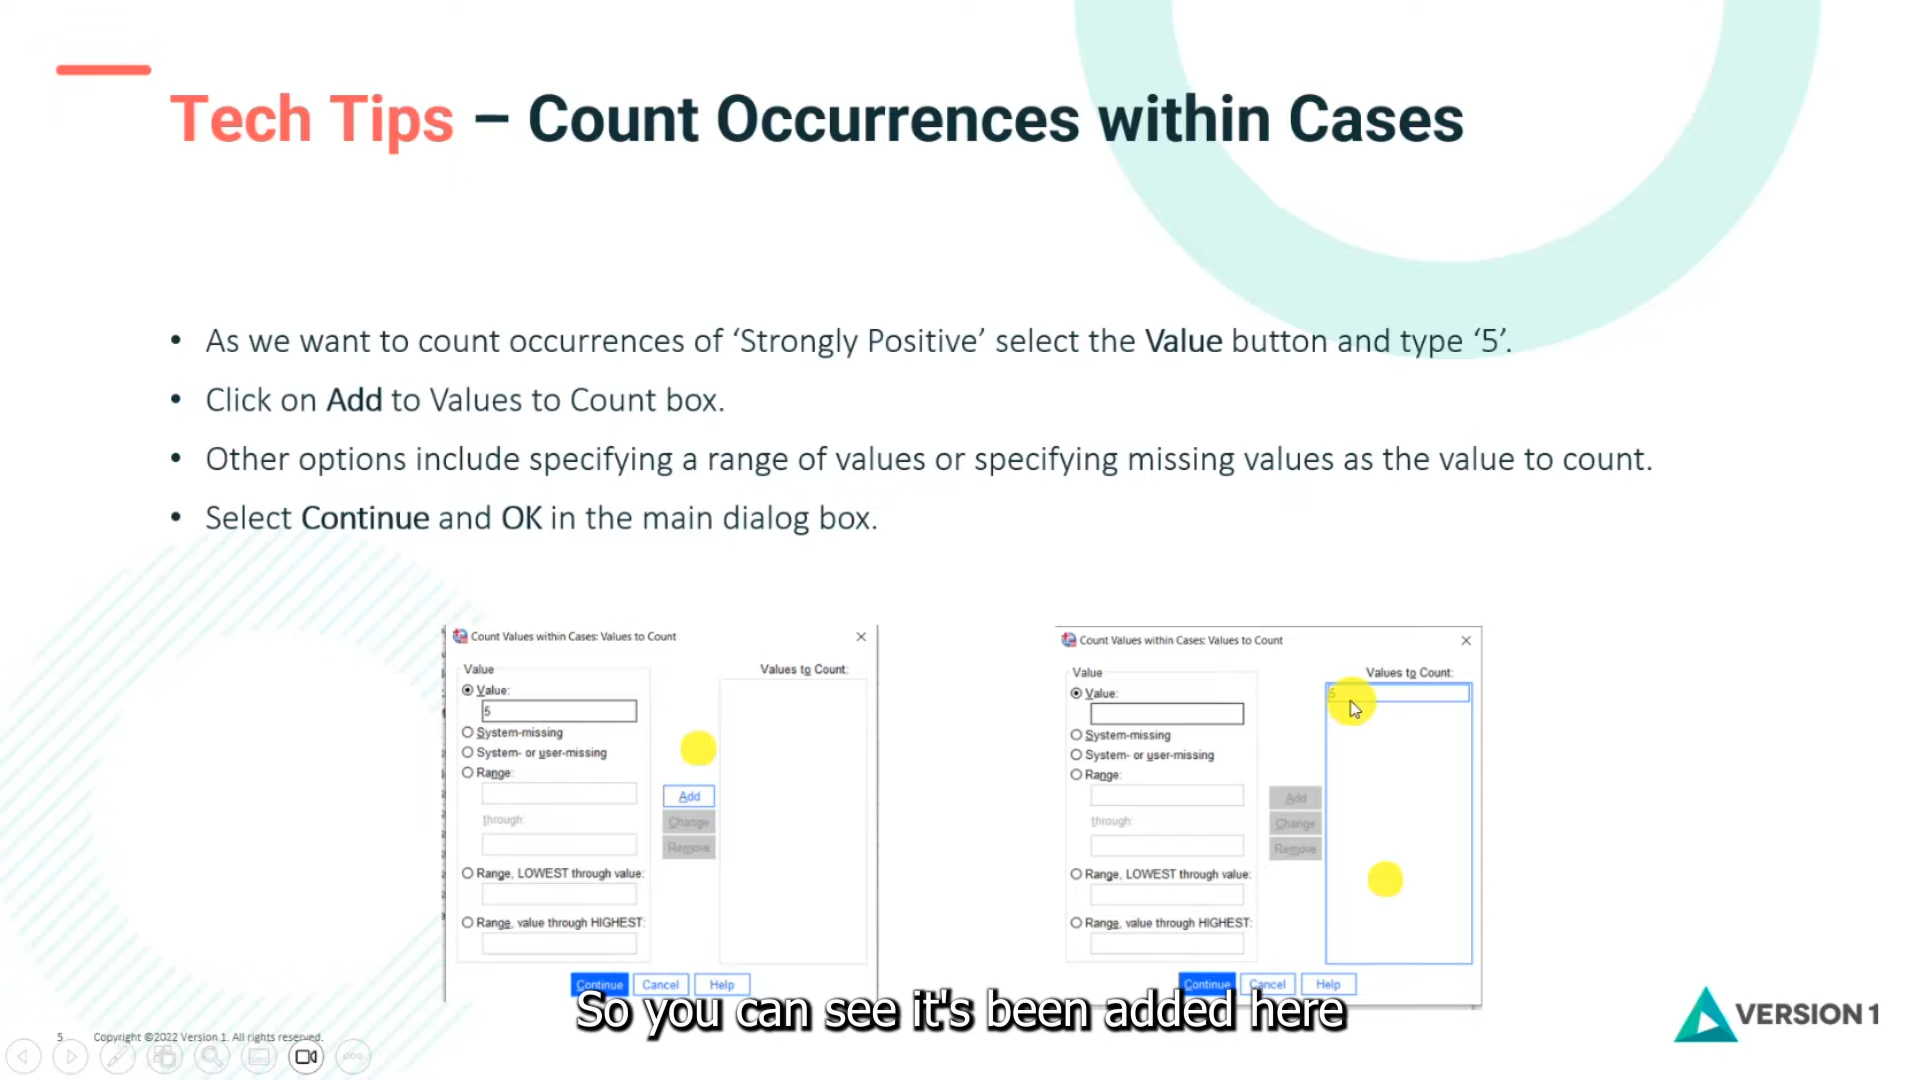 Tech Tips – Count Occurrences within Cases
• As we want to count occurrences of ‘Strongly Positive’ select the Value button and type ‘5’.
• Click on Add to Values to Count box.
• Other options include specifying a range of values or specifying missing values as the value to count.
• Select Continue and OK in the main dialog box.
Count Values within Cases: Values to Count
Value
Values to Count:
Value:
5
System-missing
System- or user-missing
Range:
through:
Add
Change
Remove
Range, LOWEST through value:
Range, value through HIGHEST:
Continue Cancel Help
Count Values within Cases: Values to Count
Value
Values to Count:
Value:
5
System-missing
System- or user-missing
Range:
through:
Add
Change
Remove
Range, LOWEST through value:
Range, value through HIGHEST:
Continue Cancel Help
So you can see it's been added here
VERSION 1
5 Copyright ©2022 Version 1. All rights reserved.